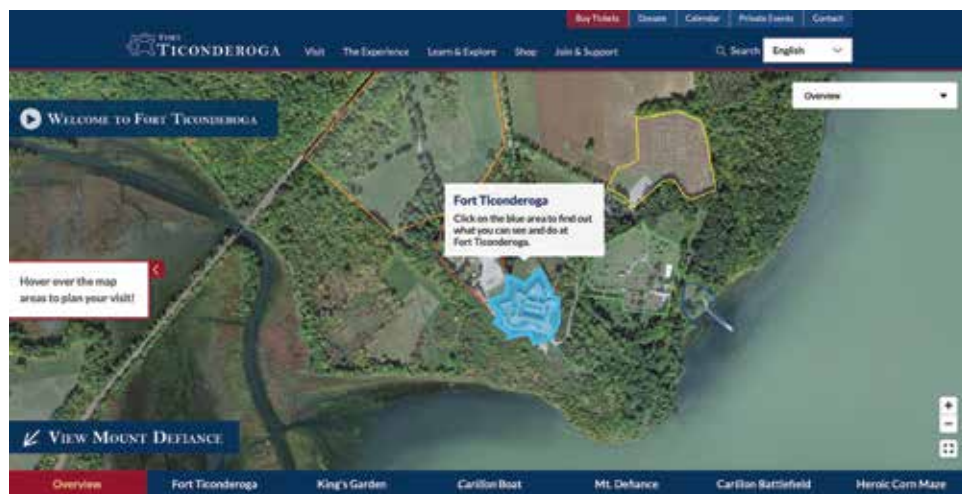 Buy Tickets Donate Calendar Private Events Contact
FORT
TICONDEROGA
Visit The Experience Learn & Explore Shop Join & Support
Search English
Overview
WELCOME TO FORT TICONDEROGA
Fort Ticonderoga
Click on the blue area to find out
what you can see and do at
Fort Ticonderoga.
Hover over the map
areas to plan your visit!
VIEW MOUNT DEFIANCE
Overview Fort Ticonderoga King's Garden Carillon Boat Mt. Defiance Carillon Battlefield Heroic Corn Maze